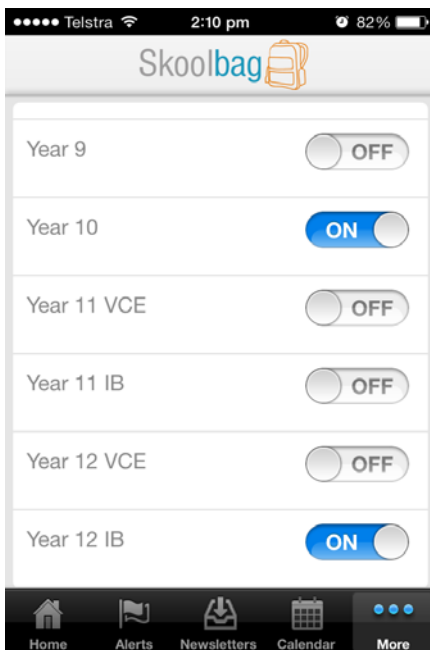 Telstra 2:10 pm 82%
Skoolbag
Year 9 OFF
Year 10 ON
Year 11 VCE OFF
Year 11 IB OFF
Year 12 VCE OFF
Year 12 IB ON
Home Alerts Newsletters Calendar More